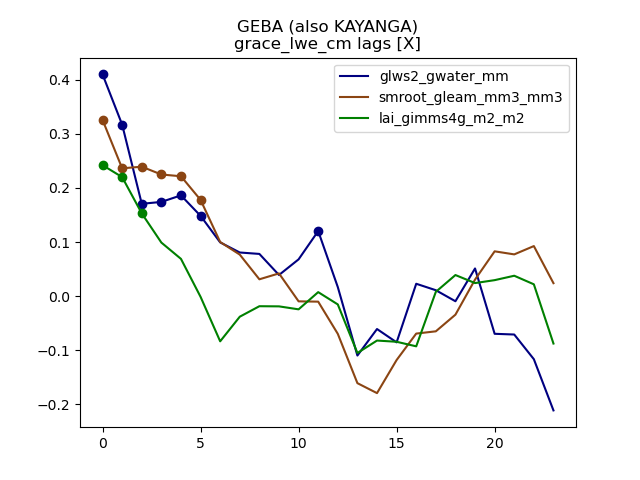 GEBA (also KAYANGA)
grace_lwe_cm lags [X]
glws2_gwater_mm
smroot_gleam_mm3_mm3
lai_gimms4g_m2_m2
0.4
0.3
0.2
0.1
0.0
−0.1
−0.2
0 5 10 15 20